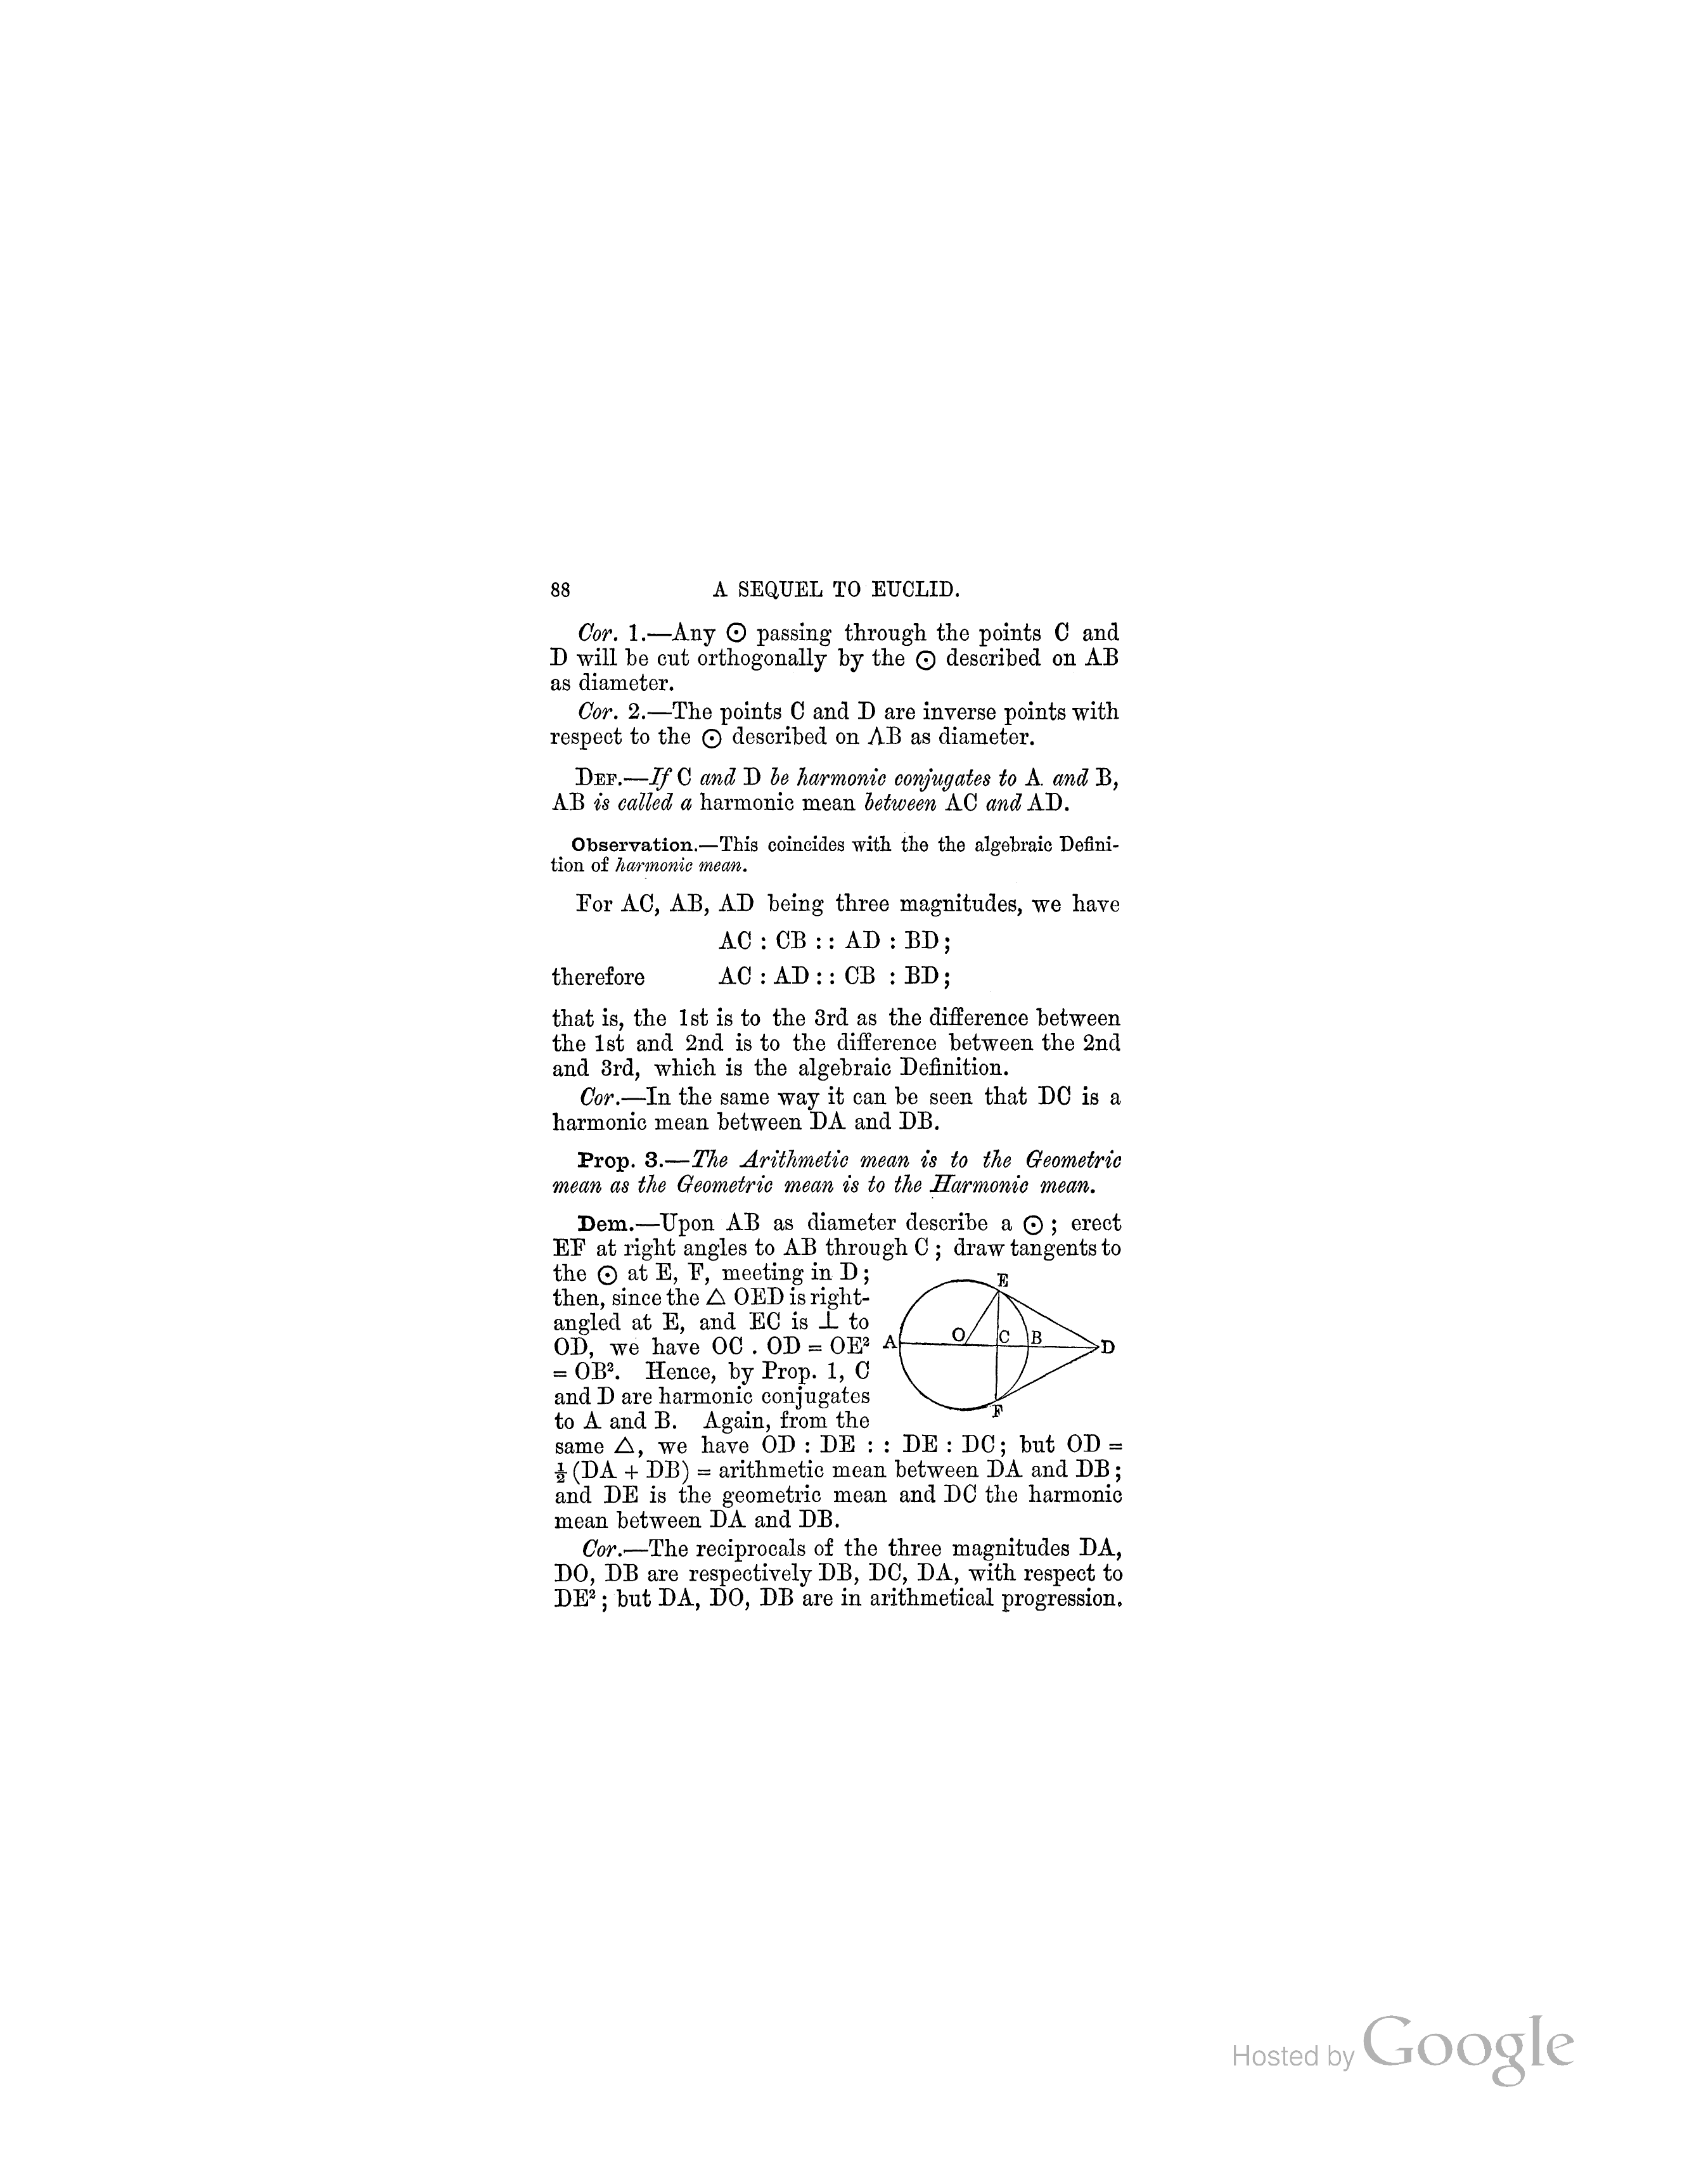 88 A SEQUEL TO EUCLID.
Cor. 1.—Any ⊙ passing through the points C and
D will be cut orthogonally by the ⊙ described on AB
as diameter.
Cor. 2.—The points C and D are inverse points with
respect to the ⊙ described on AB as diameter.
DEF.—If C and D be harmonic conjugates to A and B,
AB is called a harmonic mean between AC and AD.
Observation.—This coincides with the the algebraic Defini-
tion of harmonic mean.
For AC, AB, AD being three magnitudes, we have
AC : CB :: AD : BD;
therefore AC : AD :: CB : BD;
that is, the 1st is to the 3rd as the difference between
the 1st and 2nd is to the difference between the 2nd
and 3rd, which is the algebraic Definition.
Cor.—In the same way it can be seen that DC is a
harmonic mean between DA and DB.
Prop. 3.—The Arithmetic mean is to the Geometric
mean as the Geometric mean is to the Harmonic mean.
Dem.—Upon AB as diameter describe a ⊙; erect
EF at right angles to AB through C; draw tangents to
the ⊙ at E, F, meeting in D;
then, since the △ OED is right-
angled at E, and EC is ⊥ to
OD, we have OC . OD = OE²
= OB². Hence, by Prop. 1, C
and D are harmonic conjugates
to A and B. Again, from the
E
A O C B D
F
same △, we have OD : DE : : DE : DC; but OD =
½ (DA + DB) = arithmetic mean between DA and DB;
and DE is the geometric mean and DC the harmonic
mean between DA and DB.
Cor.—The reciprocals of the three magnitudes DA,
DO, DB are respectively DB, DC, DA, with respect to
DE²; but DA, DO, DB are in arithmetical progression.
Hosted by Google